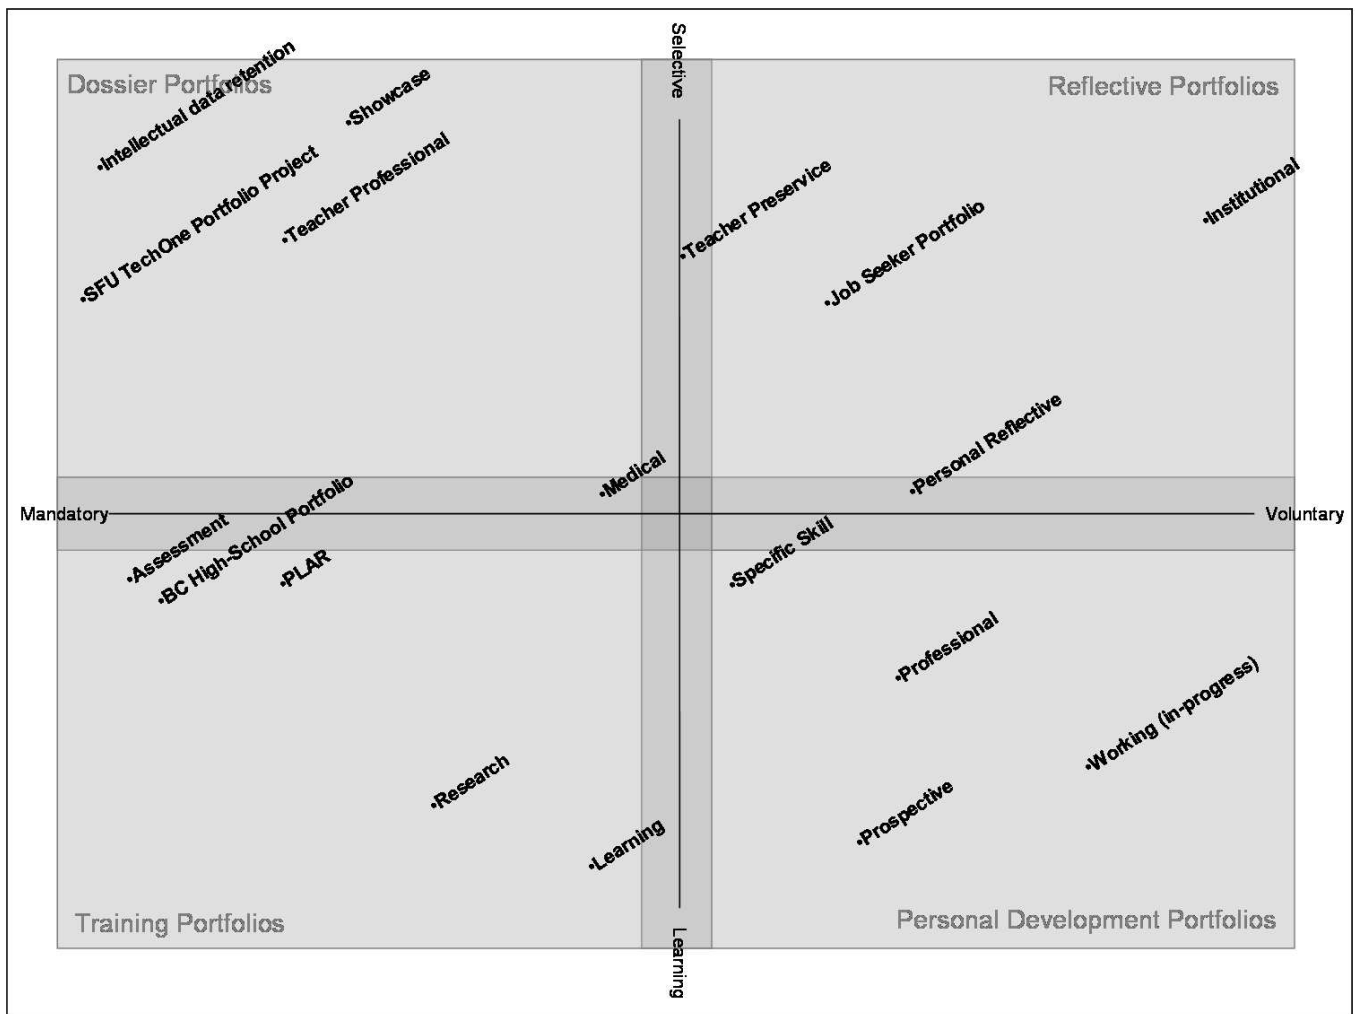 Selective
Dossier Portfolios
Reflective Portfolios
•Intellectual data retention
•Showcase
•SFU TechOne Portfolio Project
•Teacher Professional
•Teacher Preservice
•Job Seeker Portfolio
•Institutional
•Personal Reflective
•Medical
Mandatory
Voluntary
•Assessment
•BC High-School Portfolio
•PLAR
•Specific Skill
•Professional
•Working (in-progress)
•Research
•Learning
•Prospective
Training Portfolios
Personal Development Portfolios
Learning